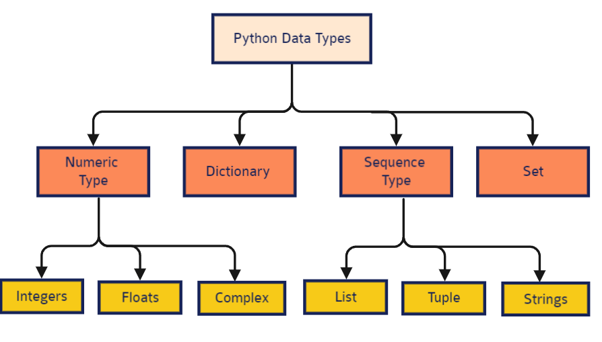 Python Data Types
Numeric
Type
Dictionary
Sequence
Type
Set
Integers
Floats
Complex
List
Tuple
Strings